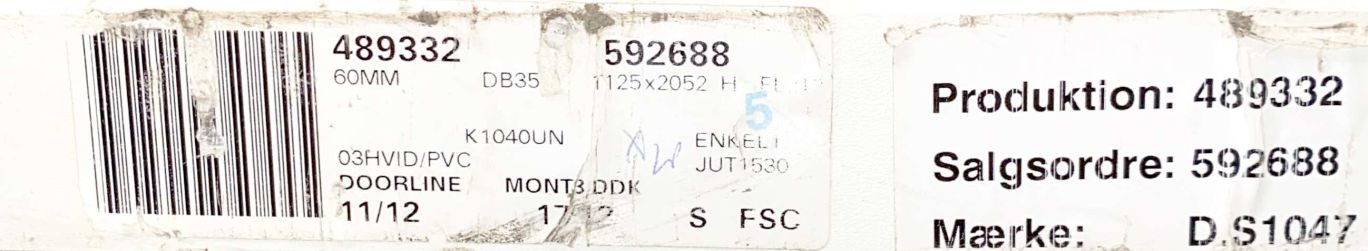 489332 592688
60MM DB35 1125x2052 H
5
K1040UN ENKELT
03HVID/PVC JUT1530
DOORLINE MONT3 DDK
11/12 S FSC
Produktion: 489332
Salgsordre: 592688
Mærke: D.S1047